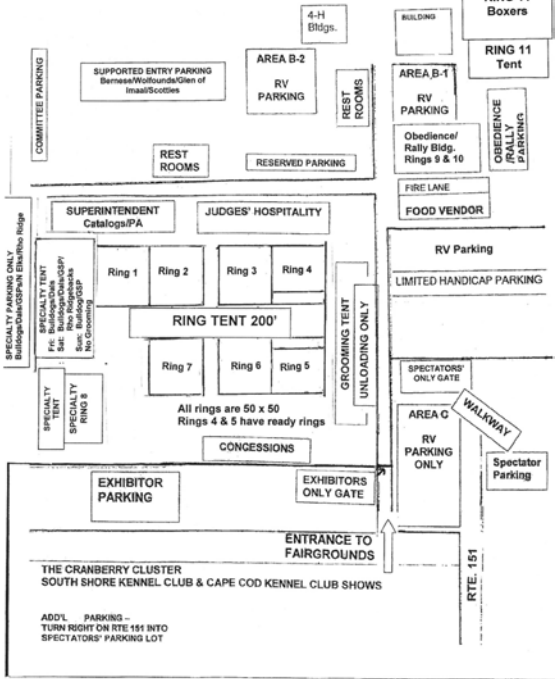 4-H
Bldgs.
BUILDING
Boxers
RING 11
Tent
COMMITTEE PARKING
SUPPORTED ENTRY PARKING
Bernese/Wolfounds/Glen of
Imaal/Scotties
AREA B-2
RV
PARKING
REST
ROOMS
AREA B-1
RV
PARKING
Obedience/
Rally Bldg.
Rings 9 & 10
OBEDIENCE
/RALLY
PARKING
REST
ROOMS
RESERVED PARKING
FIRE LANE
FOOD VENDOR
SUPERINTENDENT
Catalogs/PA
JUDGES' HOSPITALITY
SPECIALTY PARKING ONLY
Bulldogs/Dals/GSPs/N Elks/Rho Ridge
SPECIALTY TENT
Fri: Bulldogs/Dals
Sat: Bulldogs/Dals/GSP/
Rho Ridgebacks
Sun: Bulldog/GSP
No Grooming
Ring 1
Ring 2
Ring 3
Ring 4
RV Parking
LIMITED HANDICAP PARKING
RING TENT 200'
GROOMING TENT
UNLOADING ONLY
Ring 7
Ring 6
Ring 5
SPECIALTY
TENT
SPECIALTY
RING 8
All rings are 50 x 50
Rings 4 & 5 have ready rings
SPECTATORS'
ONLY GATE
WALKWAY
AREA C
RV
PARKING
ONLY
Spectator
Parking
CONCESSIONS
EXHIBITOR
PARKING
EXHIBITORS
ONLY GATE
ENTRANCE TO
FAIRGROUNDS
RTE. 151
THE CRANBERRY CLUSTER
SOUTH SHORE KENNEL CLUB & CAPE COD KENNEL CLUB SHOWS
ADD'L PARKING –
TURN RIGHT ON RTE 151 INTO
SPECTATORS' PARKING LOT